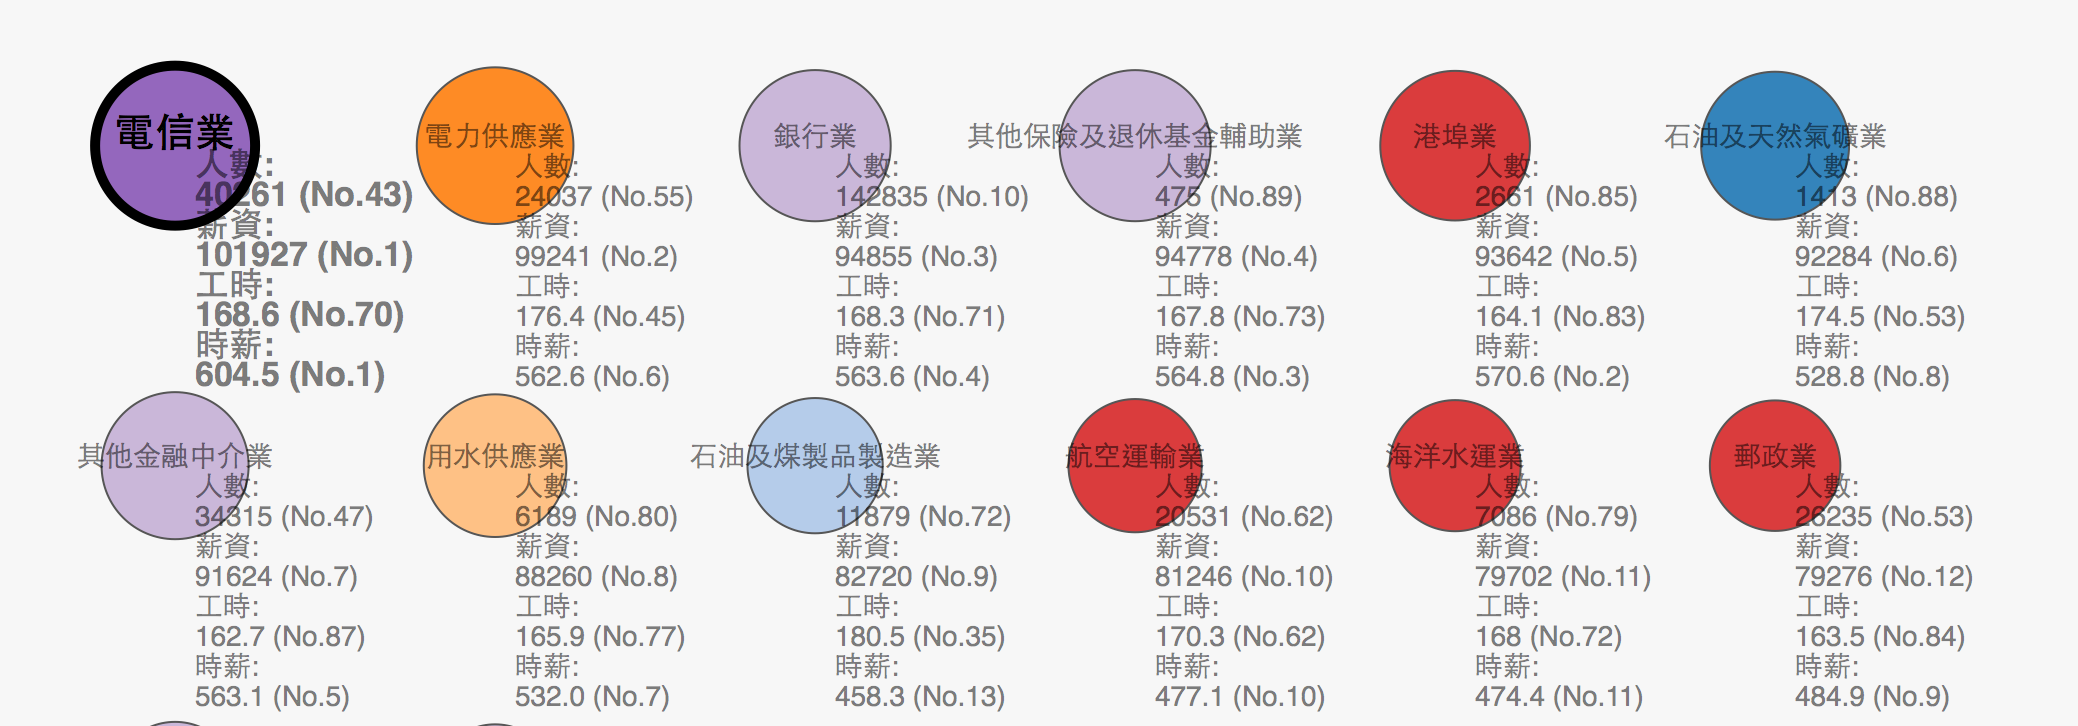 電信業
人數:
40261 (No.43)
薪資:
101927 (No.1)
工時:
168.6 (No.70)
時薪:
604.5 (No.1)
電力供應業
人數:
24037 (No.55)
薪資:
99241 (No.2)
工時:
176.4 (No.45)
時薪:
562.6 (No.6)
銀行業
人數:
142835 (No.10)
薪資:
94855 (No.3)
工時:
168.3 (No.71)
時薪:
563.6 (No.4)
其他保險及退休基金輔助業
人數:
475 (No.89)
薪資:
94778 (No.4)
工時:
167.8 (No.73)
時薪:
564.8 (No.3)
港埠業
人數:
2661 (No.85)
薪資:
93642 (No.5)
工時:
164.1 (No.83)
時薪:
570.6 (No.2)
石油及天然氣礦業
人數:
1413 (No.88)
薪資:
92284 (No.6)
工時:
174.5 (No.53)
時薪:
528.8 (No.8)
其他金融中介業
人數:
34315 (No.47)
薪資:
91624 (No.7)
工時:
162.7 (No.87)
時薪:
563.1 (No.5)
用水供應業
人數:
6189 (No.80)
薪資:
88260 (No.8)
工時:
165.9 (No.77)
時薪:
532.0 (No.7)
石油及煤製品製造業
人數:
11879 (No.72)
薪資:
82720 (No.9)
工時:
180.5 (No.35)
時薪:
458.3 (No.13)
航空運輸業
人數:
20531 (No.62)
薪資:
81246 (No.10)
工時:
170.3 (No.62)
時薪:
477.1 (No.10)
海洋水運業
人數:
7086 (No.79)
薪資:
79702 (No.11)
工時:
168 (No.72)
時薪:
474.4 (No.11)
郵政業
人數:
26235 (No.53)
薪資:
79276 (No.12)
工時:
163.5 (No.84)
時薪:
484.9 (No.9)